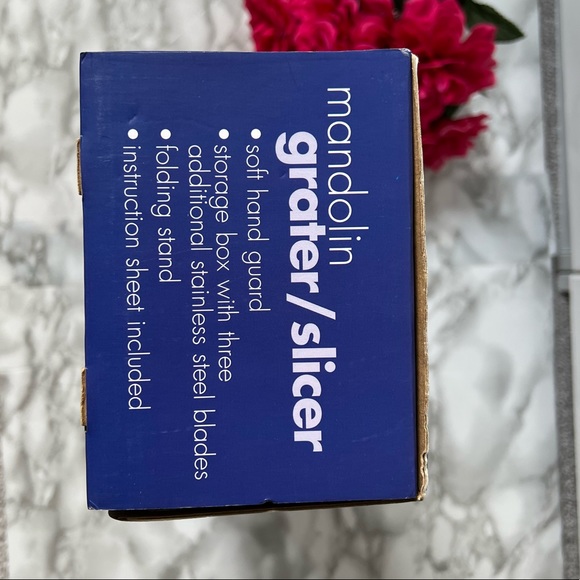 mandolin
grater/slicer
• soft hand guard
• storage box with three
additional stainless steel blades
• folding stand
• instruction sheet included